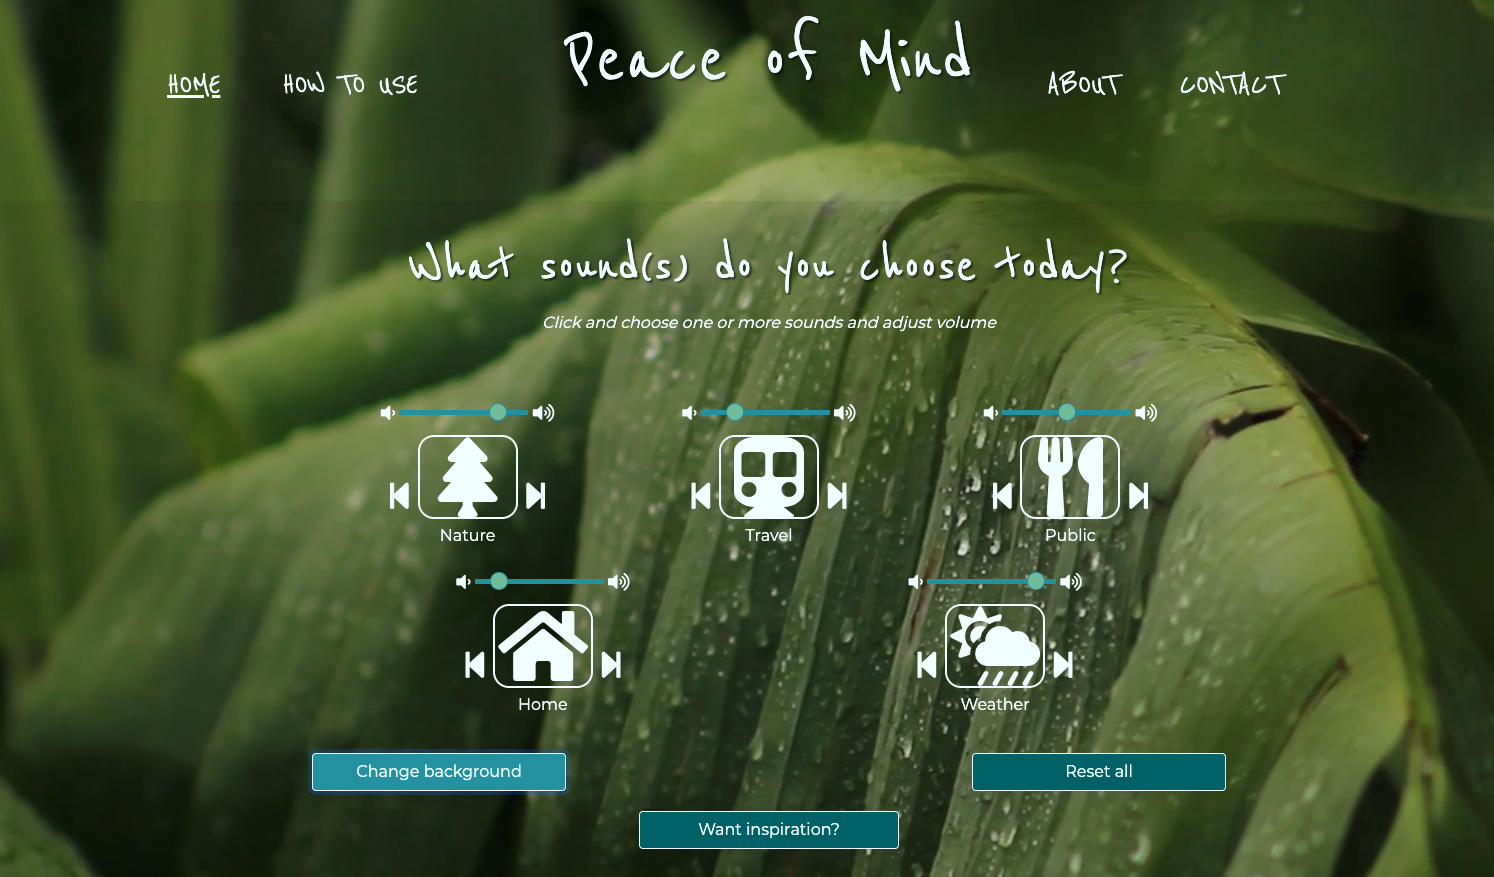 Peace of Mind
HOME HOW TO USE ABOUT CONTACT
What sound(s) do you choose today?
Click and choose one or more sounds and adjust volume
Nature Travel Public
Home Weather
Change background Reset all
Want inspiration?